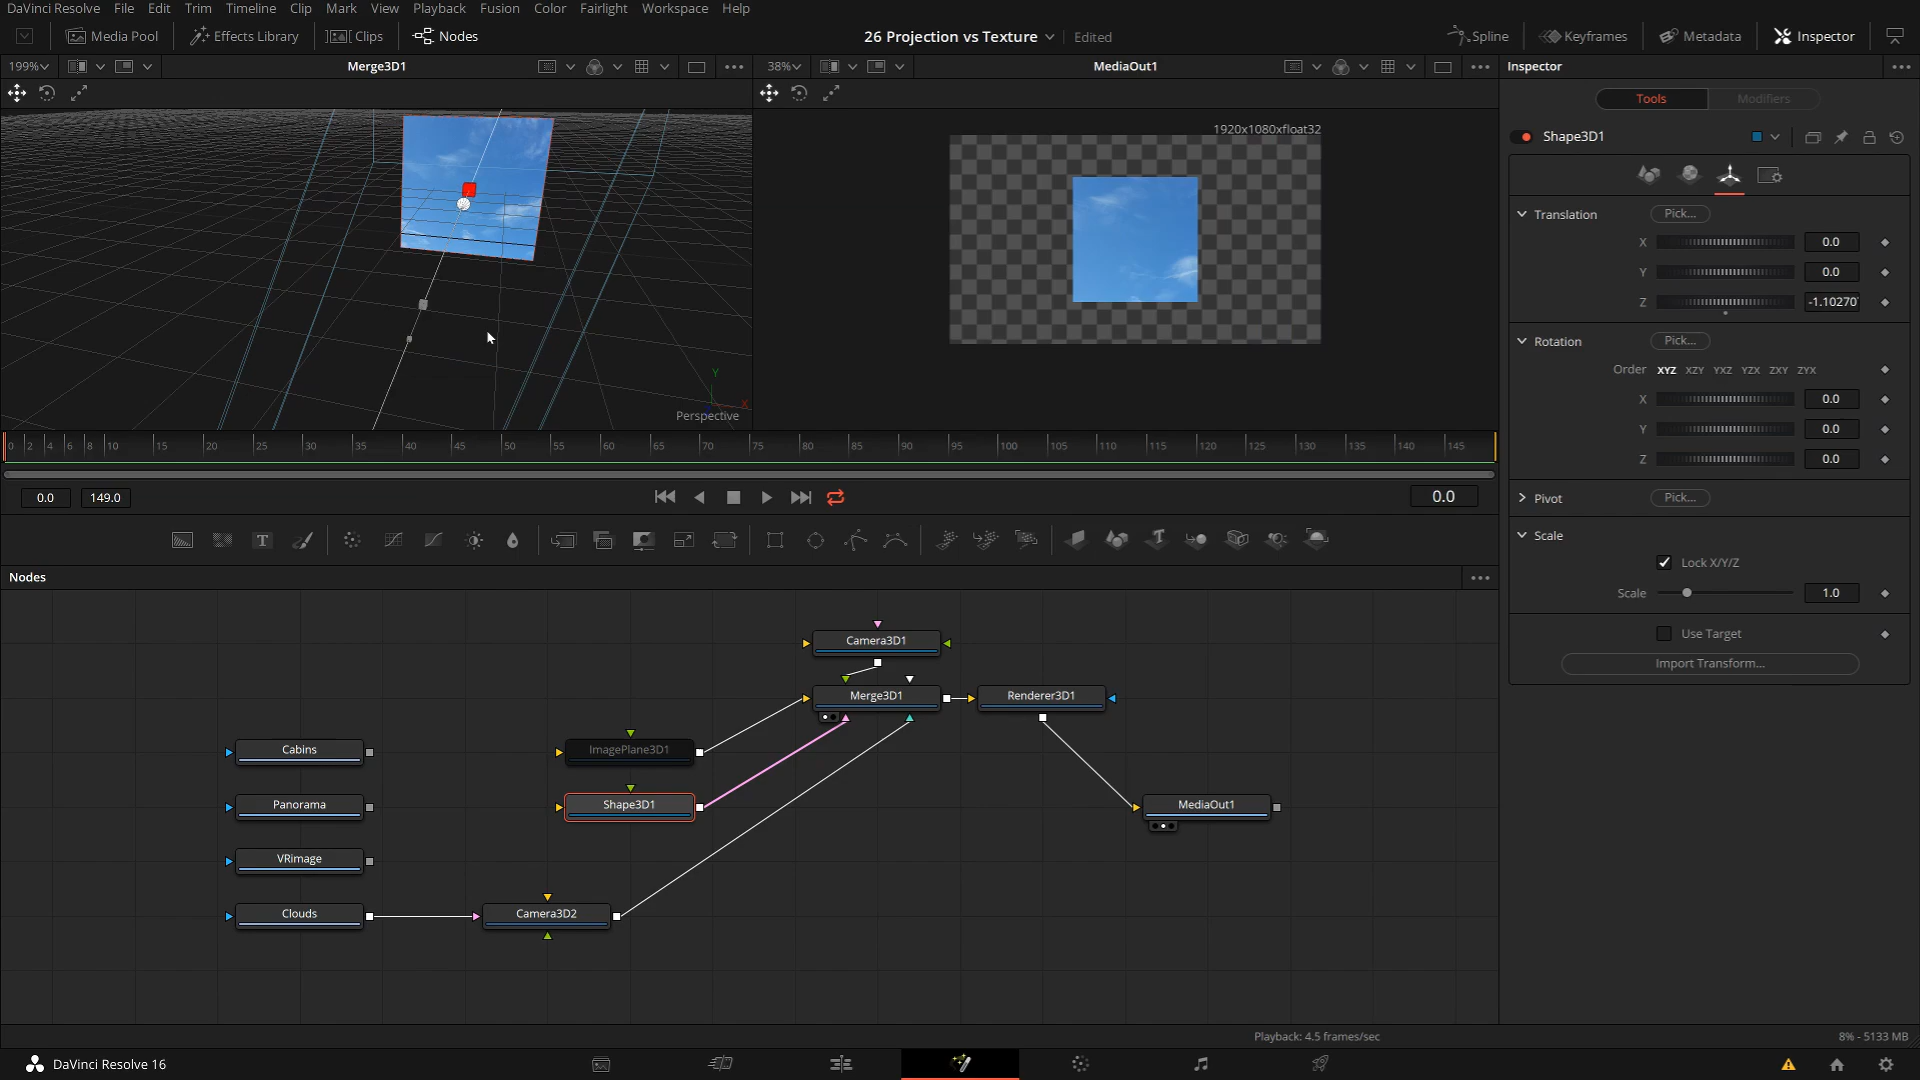 DaVinci Resolve File Edit Trim Timeline Clip Mark View Playback Fusion Color Fairlight Workspace Help
Media Pool Effects Library Clips Nodes 26 Projection vs Texture Edited Spline Keyframes Metadata Inspector
199% Merge3D1 38% MediaOut1 Inspector
Tools Modifiers
1920x1080xfloat32
Shape3D1
Translation Pick...
X 0.0
Y 0.0
Z -1.10270
Rotation Pick...
Order XYZ XZY YXZ YZX ZXY ZYX
X 0.0
Y 0.0
Z 0.0
Pivot Pick...
Scale
Lock X/Y/Z
Scale 1.0
Use Target
Import Transform...
Y
X
Perspective
0 2 4 6 8 10 15 20 25 30 35 40 45 50 55 60 65 70 75 80 85 90 95 100 105 110 115 120 125 130 135 140 145
0.0 149.0 0.0
T
Nodes
Camera3D1
Merge3D1 Renderer3D1
Cabins ImagePlane3D1
Panorama Shape3D1 MediaOut1
VRimage
Clouds Camera3D2
Playback: 4.5 frames/sec 8% - 5133 MB
DaVinci Resolve 16